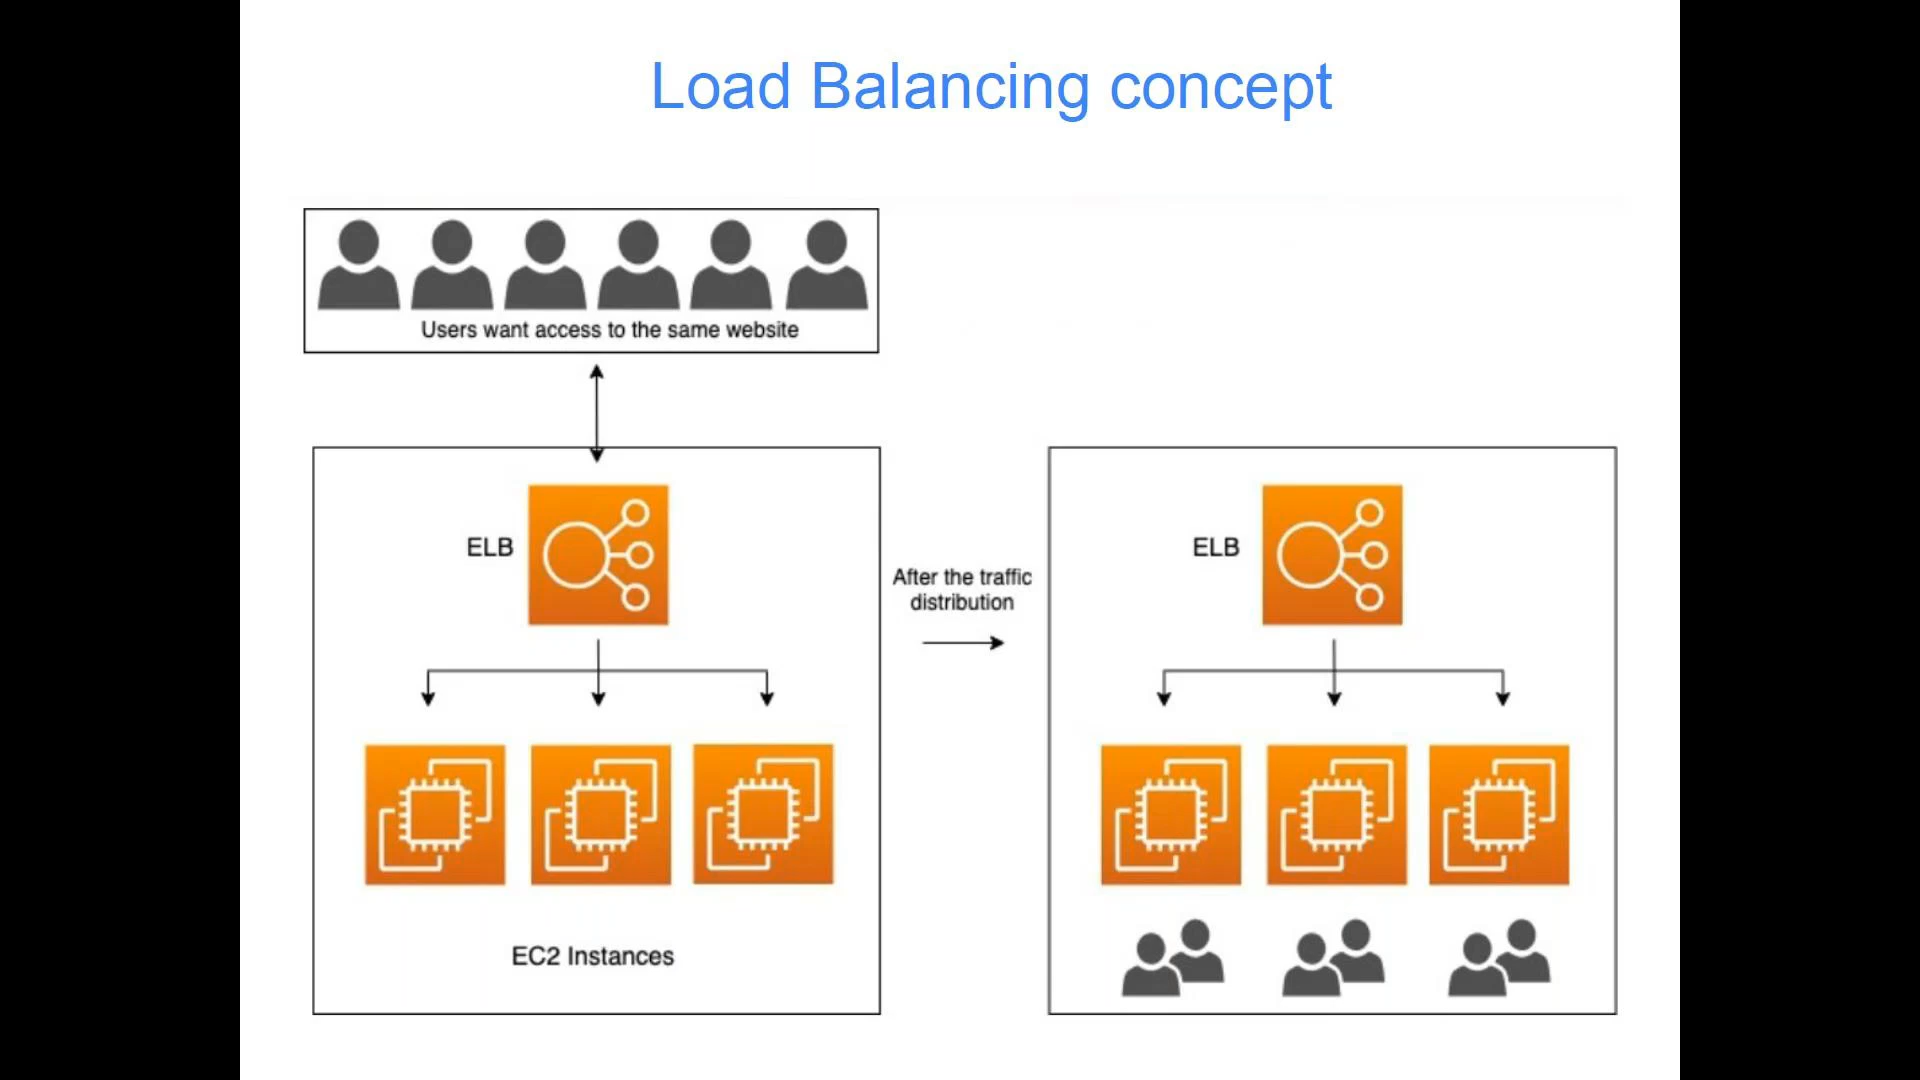 Load Balancing concept
Users want access to the same website
ELB
After the traffic
distribution
ELB
EC2 Instances